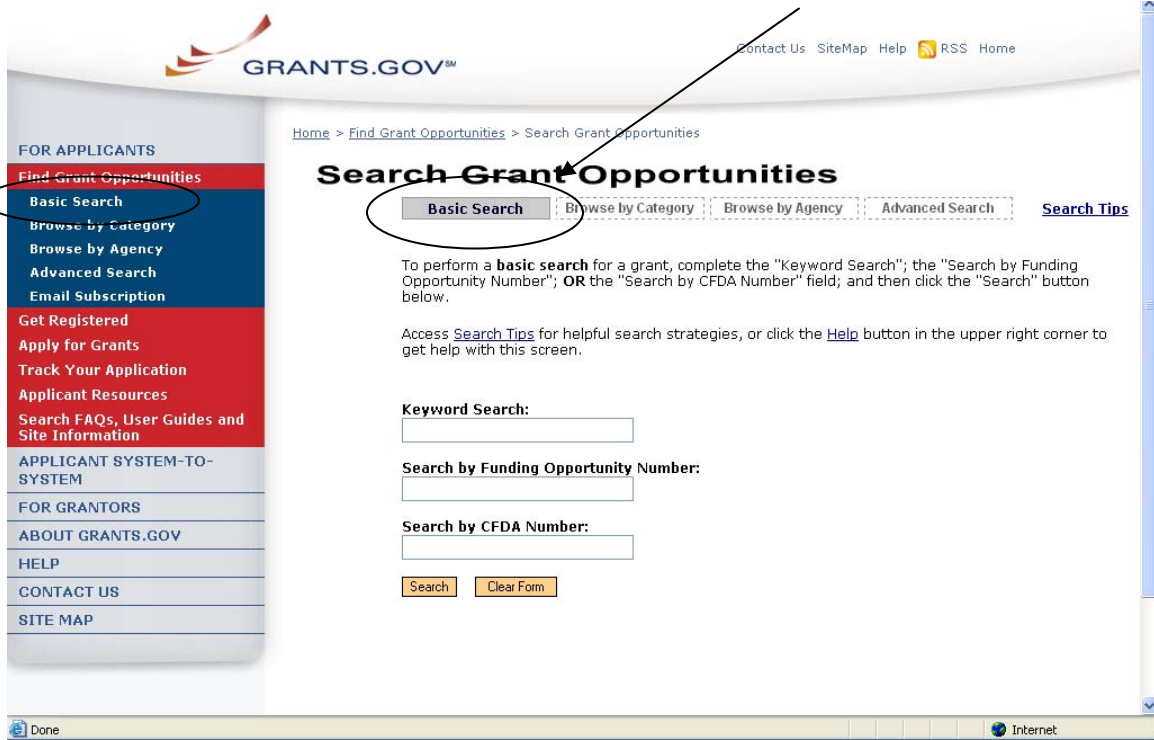 GRANTS.GOV℠
Contact Us SiteMap Help RSS Home
FOR APPLICANTS
Find Grant Opportunities
Basic Search
Browse by Category
Browse by Agency
Advanced Search
Email Subscription
Get Registered
Apply for Grants
Track Your Application
Applicant Resources
Search FAQs, User Guides and
Site Information
APPLICANT SYSTEM-TO-
SYSTEM
FOR GRANTORS
ABOUT GRANTS.GOV
HELP
CONTACT US
SITE MAP
Home > Find Grant Opportunities > Search Grant Opportunities
Search Grant Opportunities
Basic Search Browse by Category Browse by Agency Advanced Search Search Tips
To perform a basic search for a grant, complete the "Keyword Search"; the "Search by Funding
Opportunity Number"; OR the "Search by CFDA Number" field; and then click the "Search" button
below.
Access Search Tips for helpful search strategies, or click the Help button in the upper right corner to
get help with this screen.
Keyword Search:
Search by Funding Opportunity Number:
Search by CFDA Number:
Search Clear Form
Done Internet